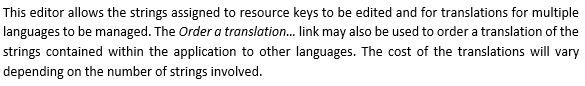 This editor allows the strings assigned to resource keys to be edited and for translations for multiple
languages to be managed. The Order a translation... link may also be used to order a translation of the
strings contained within the application to other languages. The cost of the translations will vary
depending on the number of strings involved.